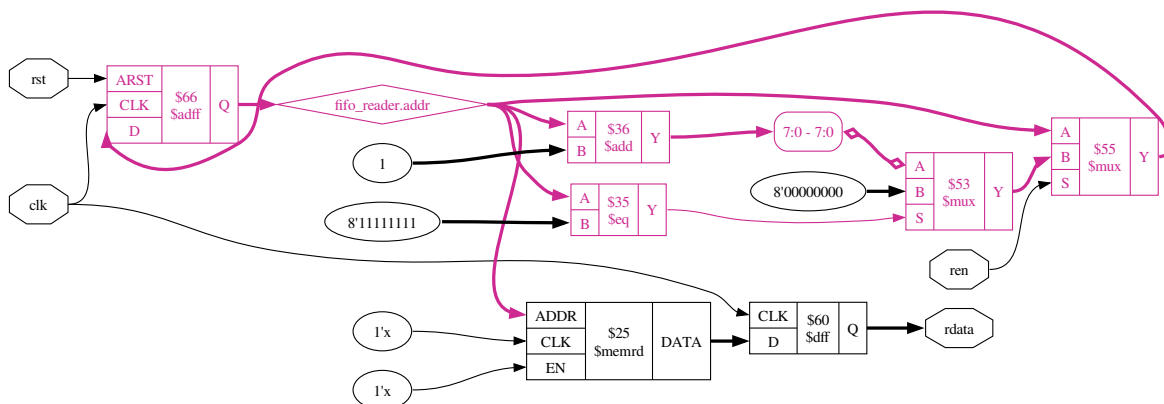 rst
ARST
CLK
D
$66
$adff
Q
fifo_reader.addr
clk
1
A
B
$36
$add
Y
7:0 - 7:0
8'11111111
A
B
$35
$eq
Y
8'00000000
A
B
S
$53
$mux
Y
A
B
S
$55
$mux
Y
ren
1'x
1'x
ADDR
CLK
EN
$25
$memrd
DATA
CLK
D
$60
$dff
Q
rdata